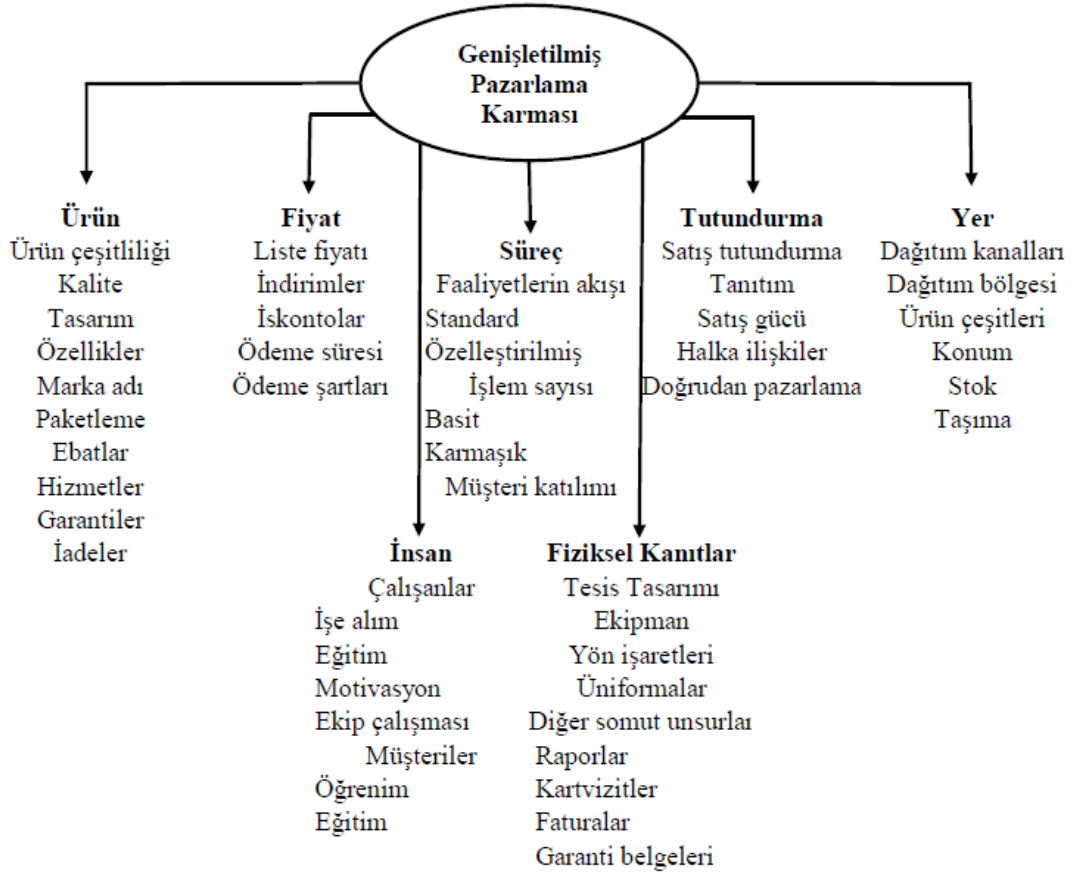 Genişletilmiş
Pazarlama
Karması
Ürün
Ürün çeşitliliği
Kalite
Tasarım
Özellikler
Marka adı
Paketleme
Ebatlar
Hizmetler
Garantiler
İadeler
Fiyat
Liste fiyatı
İndirimler
İskontolar
Ödeme süresi
Ödeme şartları
Süreç
Faaliyetlerin akışı
Standard
Özelleştirilmiş
İşlem sayısı
Basit
Karmaşık
Müşteri katılımı
Tutundurma
Satış tutundurma
Tanıtım
Satış gücü
Halka ilişkiler
Doğrudan pazarlama
Yer
Dağıtım kanalları
Dağıtım bölgesi
Ürün çeşitleri
Konum
Stok
Taşıma
İnsan
Çalışanlar
İşe alım
Eğitim
Motivasyon
Ekip çalışması
Müşteriler
Öğrenim
Eğitim
Fiziksel Kanıtlar
Tesis Tasarımı
Ekipman
Yön işaretleri
Üniformalar
Diğer somut unsurlar
Raporlar
Kartvizitler
Faturalar
Garanti belgeleri